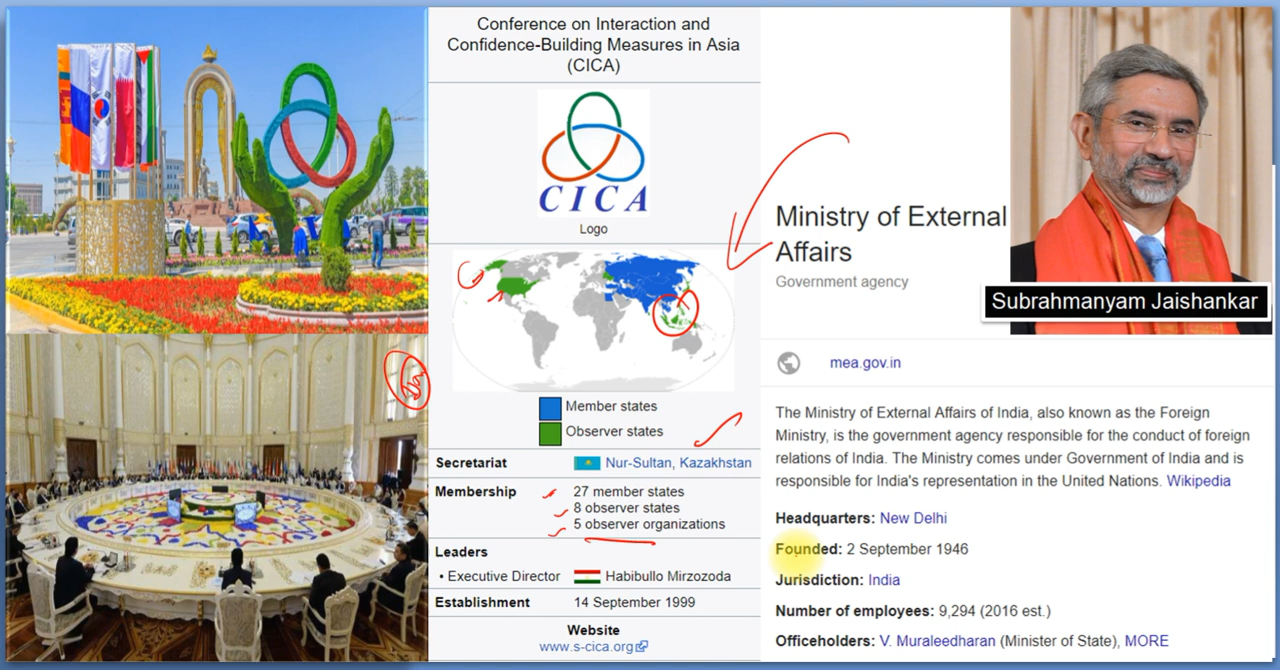 Conference on Interaction and
Confidence-Building Measures in Asia
(CICA)
CICA
Logo
Member states
Observer states
Secretariat Nur-Sultan, Kazakhstan
Membership 27 member states
8 observer states
5 observer organizations
Leaders
• Executive Director Habibullo Mirzozoda
Establishment 14 September 1999
Website
www.s-cica.org
Ministry of External
Affairs
Government agency
Subrahmanyam Jaishankar
mea.gov.in
The Ministry of External Affairs of India, also known as the Foreign
Ministry, is the government agency responsible for the conduct of foreign
relations of India. The Ministry comes under Government of India and is
responsible for India's representation in the United Nations. Wikipedia
Headquarters: New Delhi
Founded: 2 September 1946
Jurisdiction: India
Number of employees: 9,294 (2016 est.)
Officeholders: V. Muraleedharan (Minister of State), MORE